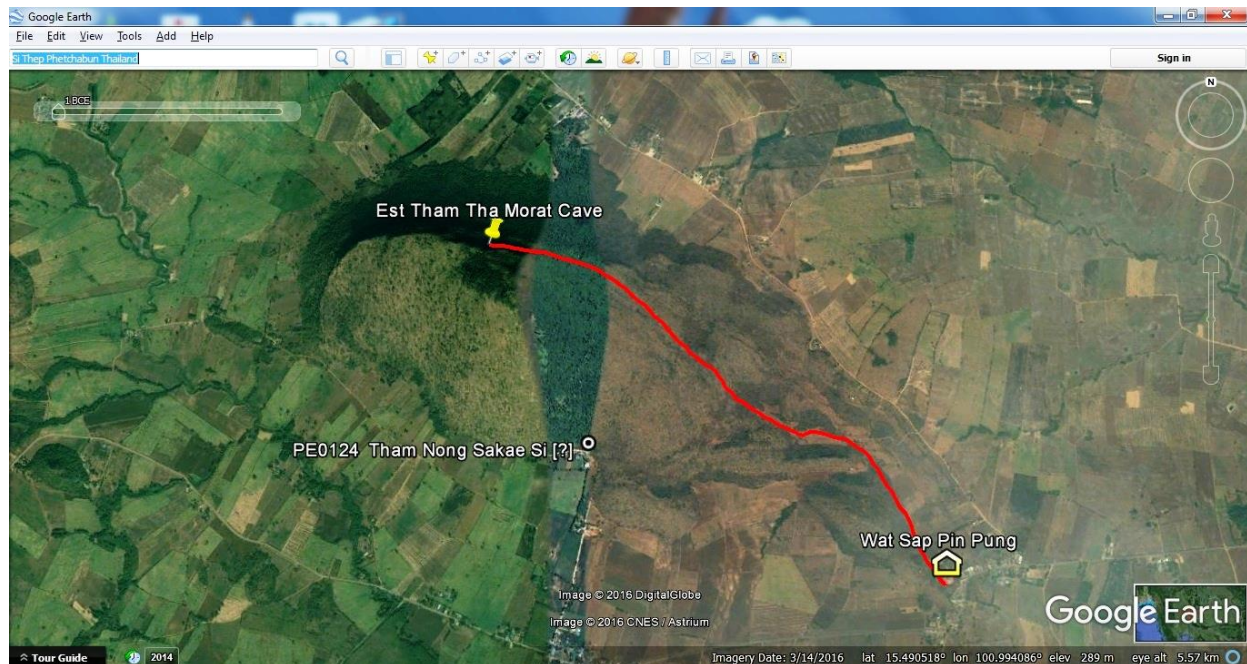 Google Earth
File Edit View Tools Add Help
Si Thep Phetchabun Thailand
Sign in
N
1 BCE
Est Tham Tha Morat Cave
PE0124 Tham Nong Sakae Si [?]
Wat Sap Pin Pung
Image © 2016 DigitalGlobe
Image © 2016 CNES / Astrium
Google Earth
Tour Guide
2014
Imagery Date: 3/14/2016 lat 15.490518° lon 100.994086° elev 289 m eye alt 5.57 km